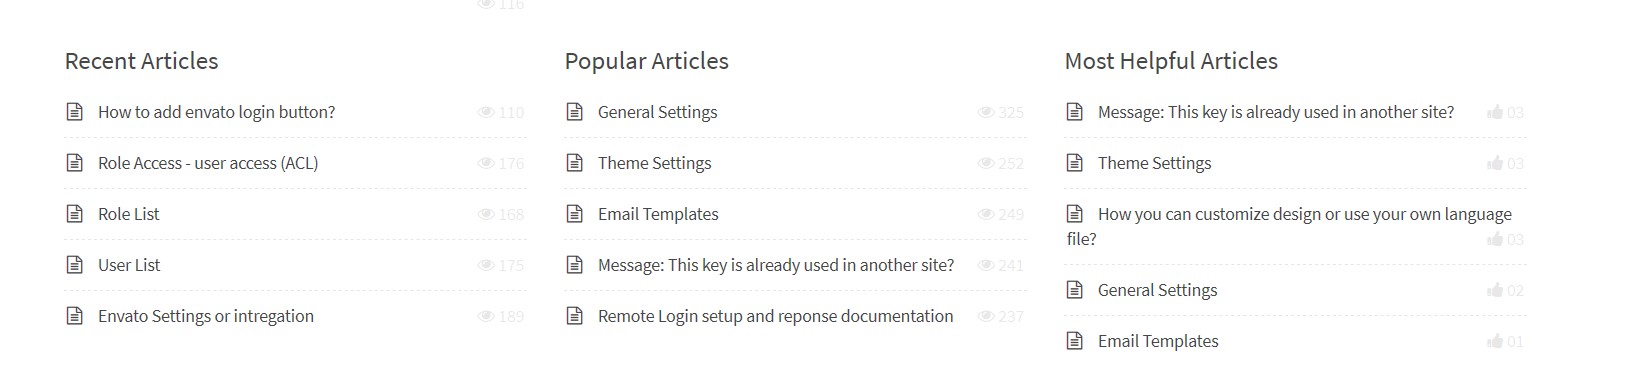 116
Recent Articles
How to add envato login button? 110
Role Access - user access (ACL) 176
Role List 168
User List 175
Envato Settings or intregation 189
Popular Articles
General Settings 325
Theme Settings 252
Email Templates 249
Message: This key is already used in another site? 241
Remote Login setup and reponse documentation 237
Most Helpful Articles
Message: This key is already used in another site? 03
Theme Settings 03
How you can customize design or use your own language
file? 03
General Settings 02
Email Templates 01